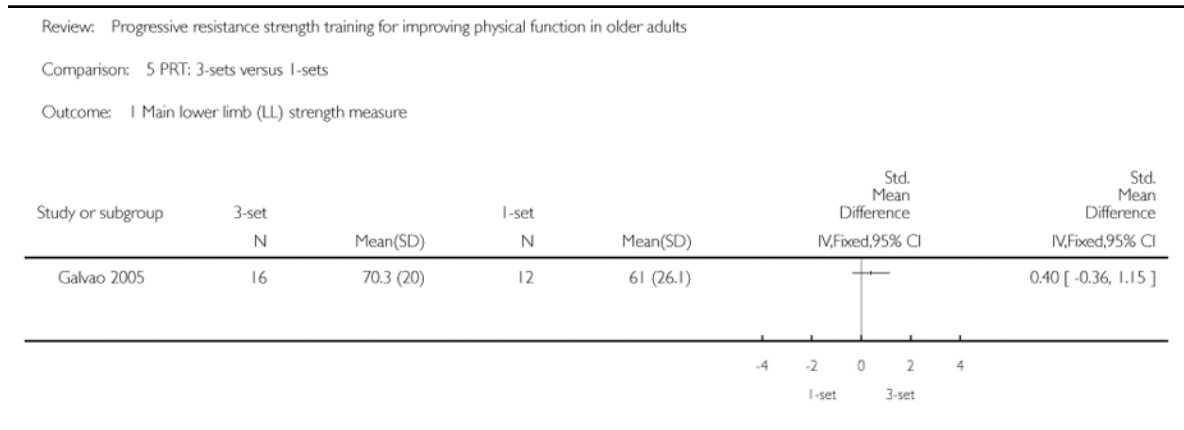 Review: Progressive resistance strength training for improving physical function in older adults
Comparison: 5 PRT: 3-sets versus 1-sets
Outcome: 1 Main lower limb (LL) strength measure
Study or subgroup 3-set 1-set Std. Mean Difference Std. Mean Difference
N Mean(SD) N Mean(SD) IV,Fixed,95% CI IV,Fixed,95% CI
Galvao 2005 16 70.3 (20) 12 61 (26.1) 0.40 [ -0.36, 1.15 ]
-4 -2 0 2 4
1-set 3-set